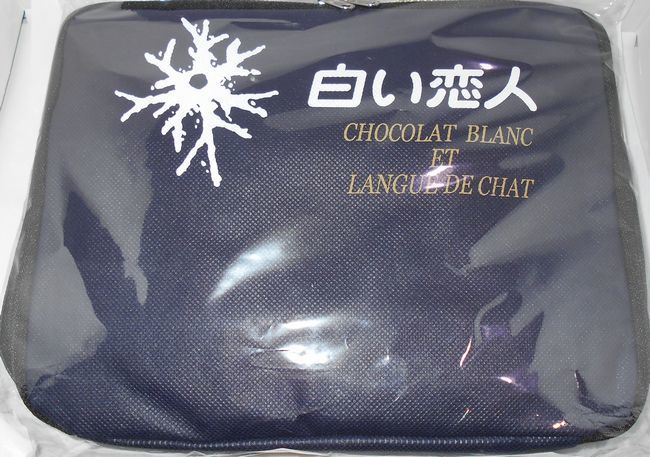 白い恋人
CHOCOLAT BLANC
ET
LANGUE DE CHAT